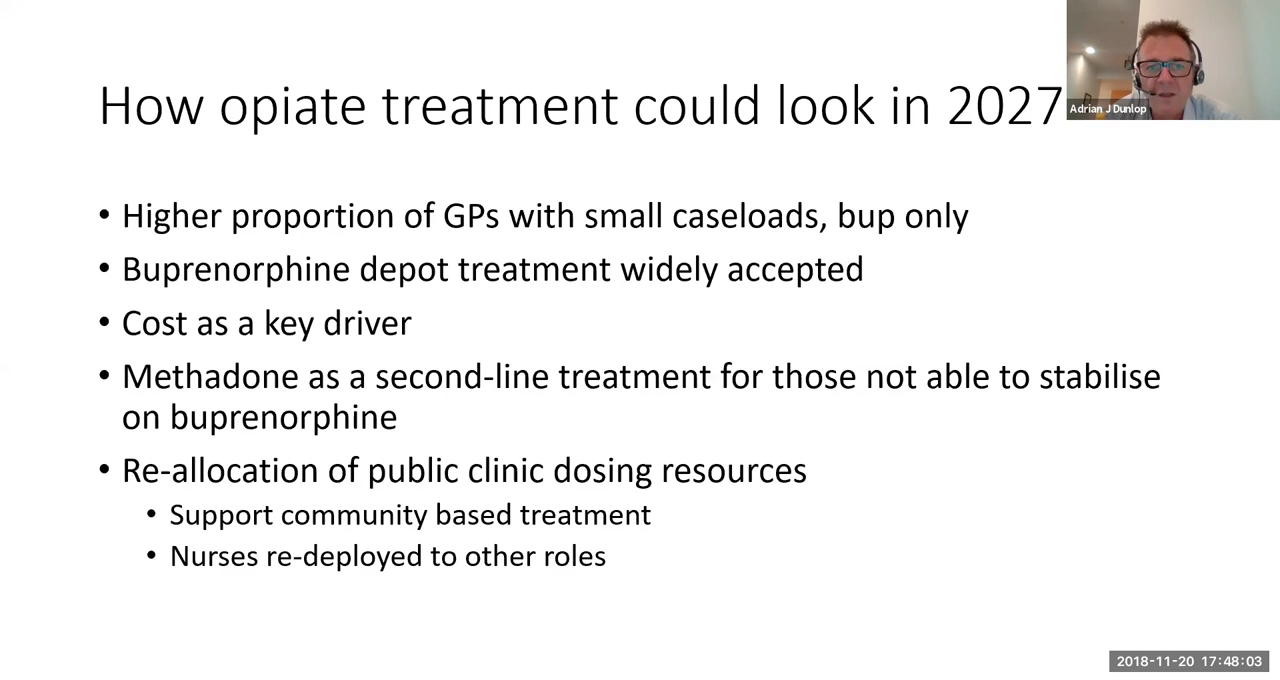 How opiate treatment could look in 2027
Adrian J Dunlop
• Higher proportion of GPs with small caseloads, bup only
• Buprenorphine depot treatment widely accepted
• Cost as a key driver
• Methadone as a second-line treatment for those not able to stabilise
on buprenorphine
• Re-allocation of public clinic dosing resources
• Support community based treatment
• Nurses re-deployed to other roles
2018-11-20 17:48:03